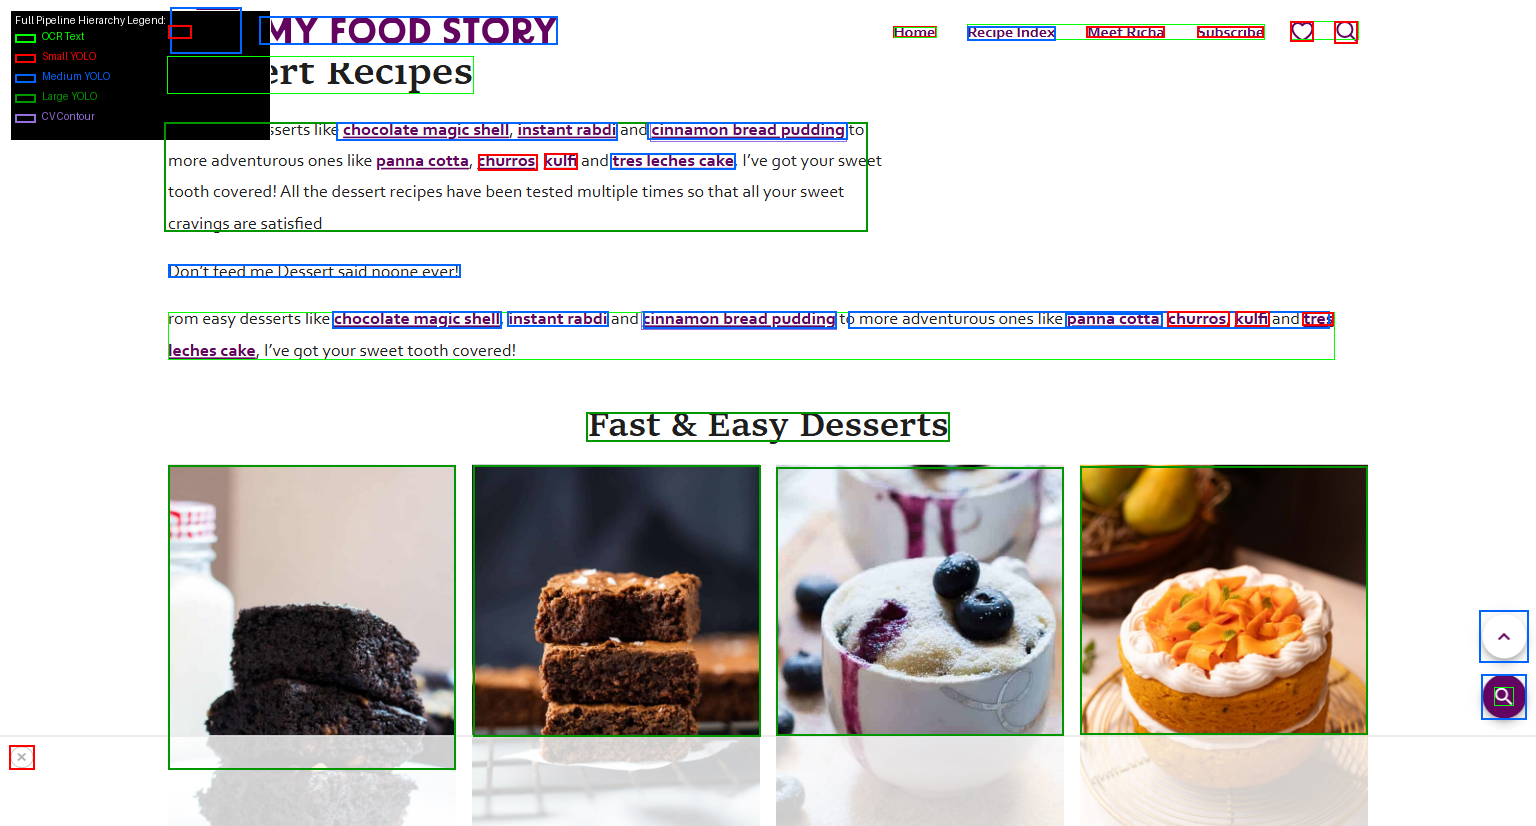 Full Pipeline Hierarchy Legend:
OCR Text
Small YOLO
Medium YOLO
Large YOLO
CV Contour
MY FOOD STORY
Home Recipe Index Meet Richa Subscribe
Recipes
like chocolate magic shell, instant rabdi and cinnamon bread pudding to
more adventurous ones like panna cotta, churros, kulfi and tres leches cake, I've got your sweet
tooth covered! All the dessert recipes have been tested multiple times so that all your sweet
cravings are satisfied
Don't feed me Dessert said noone ever!
rom easy desserts like chocolate magic shell, instant rabdi and cinnamon bread pudding to more adventurous ones like panna cotta, churros, kulfi and tres
leches cake, I've got your sweet tooth covered!
Fast & Easy Desserts